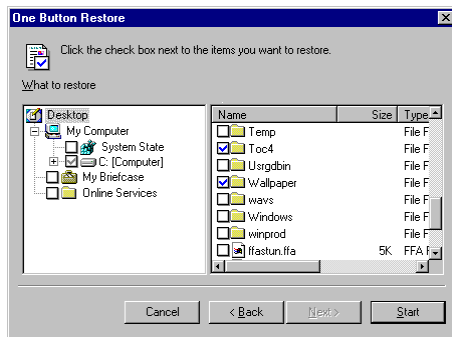 One Button Restore
Click the check box next to the items you want to restore.
What to restore
Desktop
My Computer
System State
C: [Computer]
My Briefcase
Online Services
Name Size Type
Temp File F
Toc4 File F
Usrgdbin File F
Wallpaper File F
wavs File F
Windows File F
winprod File F
ffastun.ffa 5K FFA F
Cancel < Back Next > Start